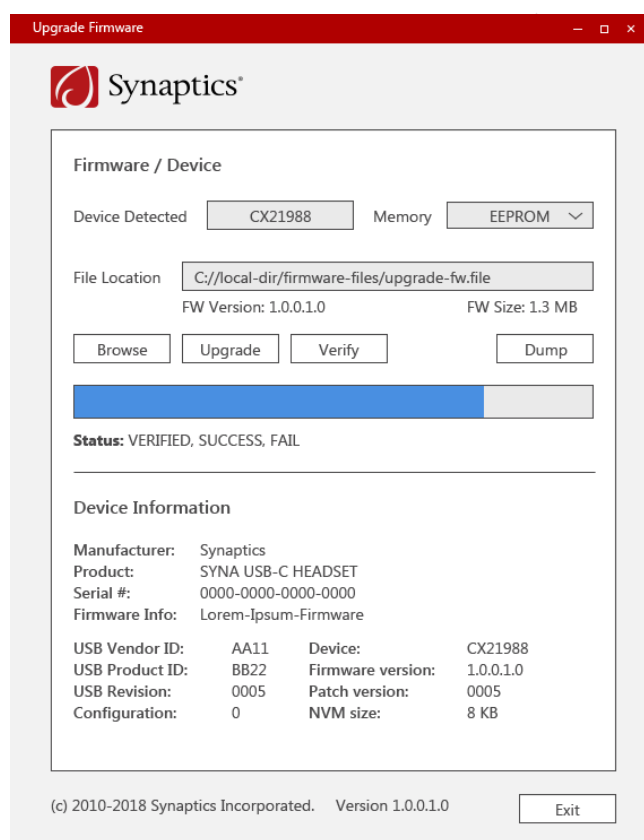 Upgrade Firmware
Synaptics®
Firmware / Device
Device Detected CX21988 Memory EEPROM
File Location C://local-dir/firmware-files/upgrade-fw.file
FW Version: 1.0.0.1.0 FW Size: 1.3 MB
Browse Upgrade Verify Dump
Status: VERIFIED, SUCCESS, FAIL
Device Information
Manufacturer: Synaptics
Product: SYNA USB-C HEADSET
Serial #: 0000-0000-0000-0000
Firmware Info: Lorem-Ipsum-Firmware
USB Vendor ID: AA11 Device: CX21988
USB Product ID: BB22 Firmware version: 1.0.0.1.0
USB Revision: 0005 Patch version: 0005
Configuration: 0 NVM size: 8 KB
(c) 2010-2018 Synaptics Incorporated. Version 1.0.0.1.0 Exit